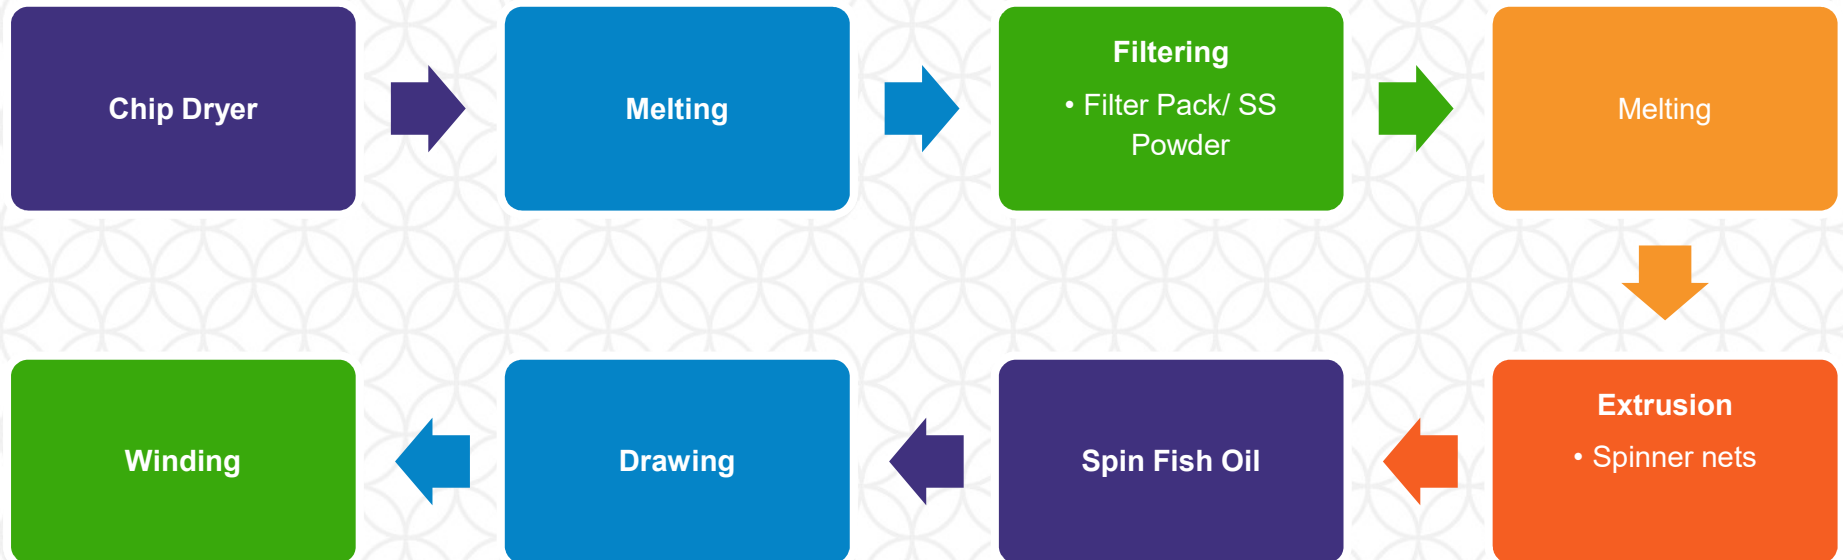 Chip Dryer
Melting
Filtering
• Filter Pack/ SS
Powder
Melting
Extrusion
• Spinner nets
Spin Fish Oil
Drawing
Winding